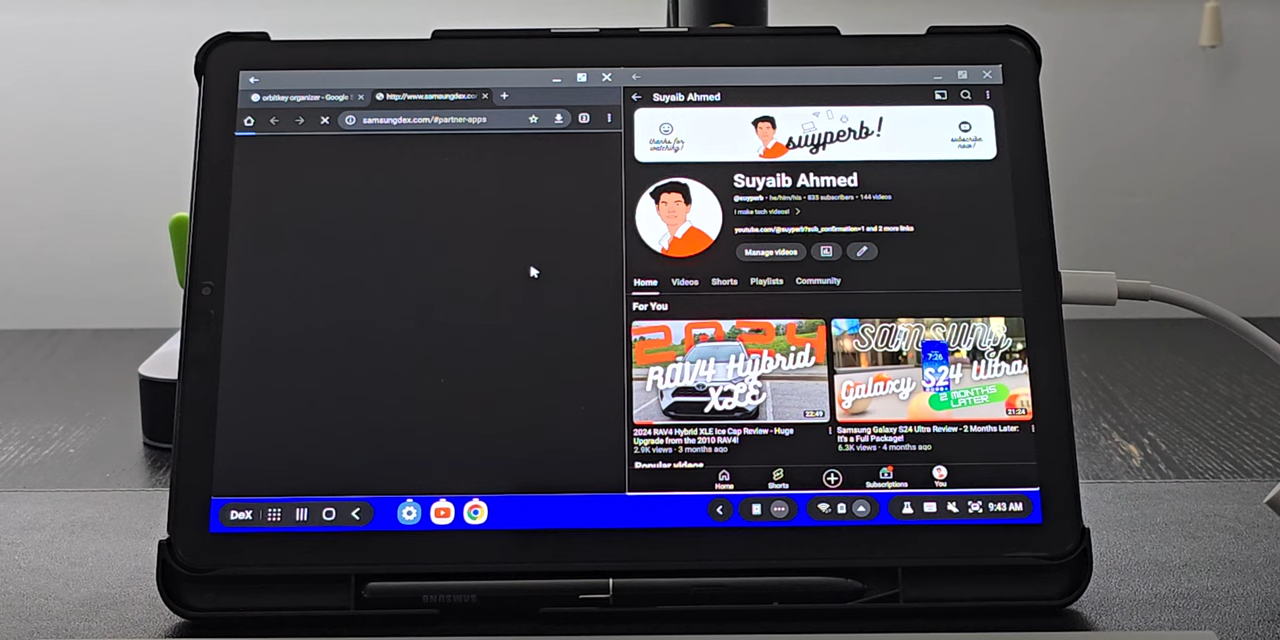 orbitkey organizer - Google S
http://www.samungdex.co
samsungdex.com/#partner-apps
Suyaib Ahmed
thanks for
watching!
suyperb!
subscribe
now!
Suyaib Ahmed
@suyperb • he/him/his • 835 subscribers • 144 videos
I make tech videos!
youtube.com/@suyperb?sub_confirmation=1 and 2 more links
Manage videos
Home Videos Shorts Playlists Community
For You
2024
RAV4 Hybrid
XLE
22:49
samsung
7:26
Galaxy S24 Ultra
2 MONTHS
LATER
21:24
2024 RAV4 Hybrid XLE Ice Cap Review - Huge
Upgrade from the 2010 RAV4!
2.9K views · 3 months ago
Samsung Galaxy S24 Ultra Review - 2 Months Later:
It's a Full Package!
6.3K views · 4 months ago
Popular videos
Home Shorts Subscriptions You
DeX
9:43 AM
SAMSUNG